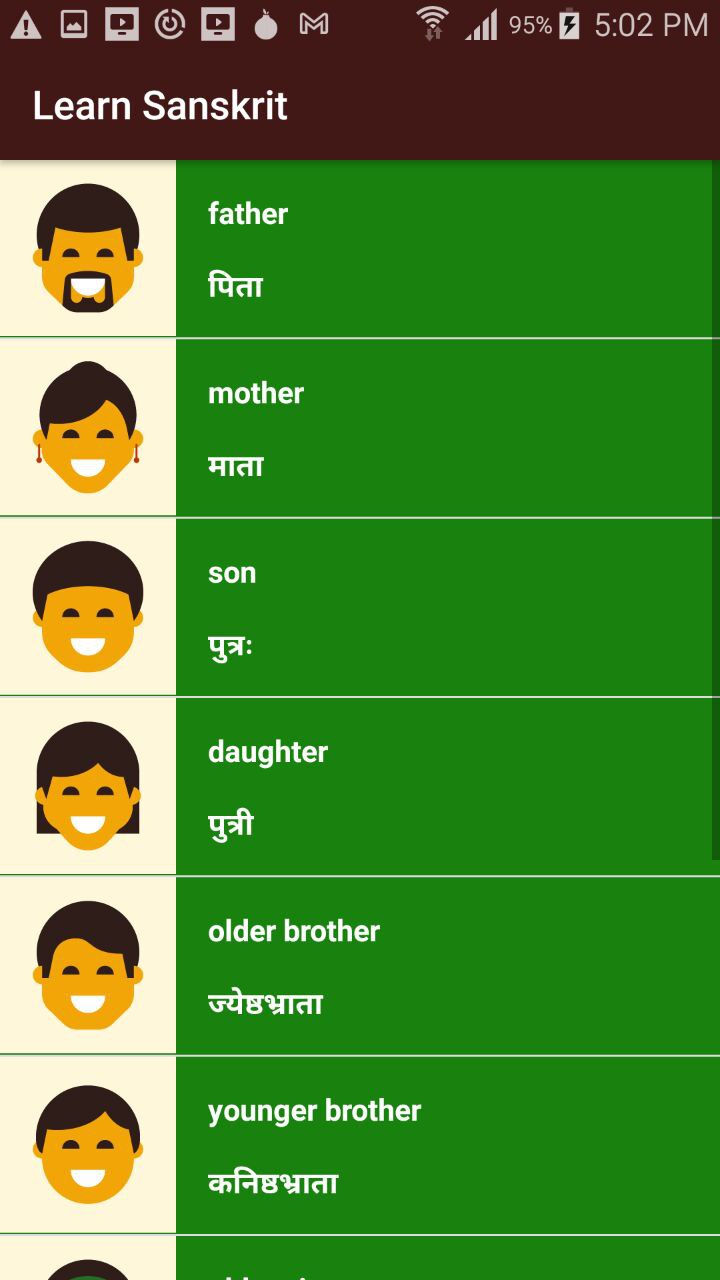 95% 5:02 PM
Learn Sanskrit
father
पिता
mother
माता
son
पुत्रः
daughter
पुत्री
older brother
ज्येष्ठभ्राता
younger brother
कनिष्ठभ्राता